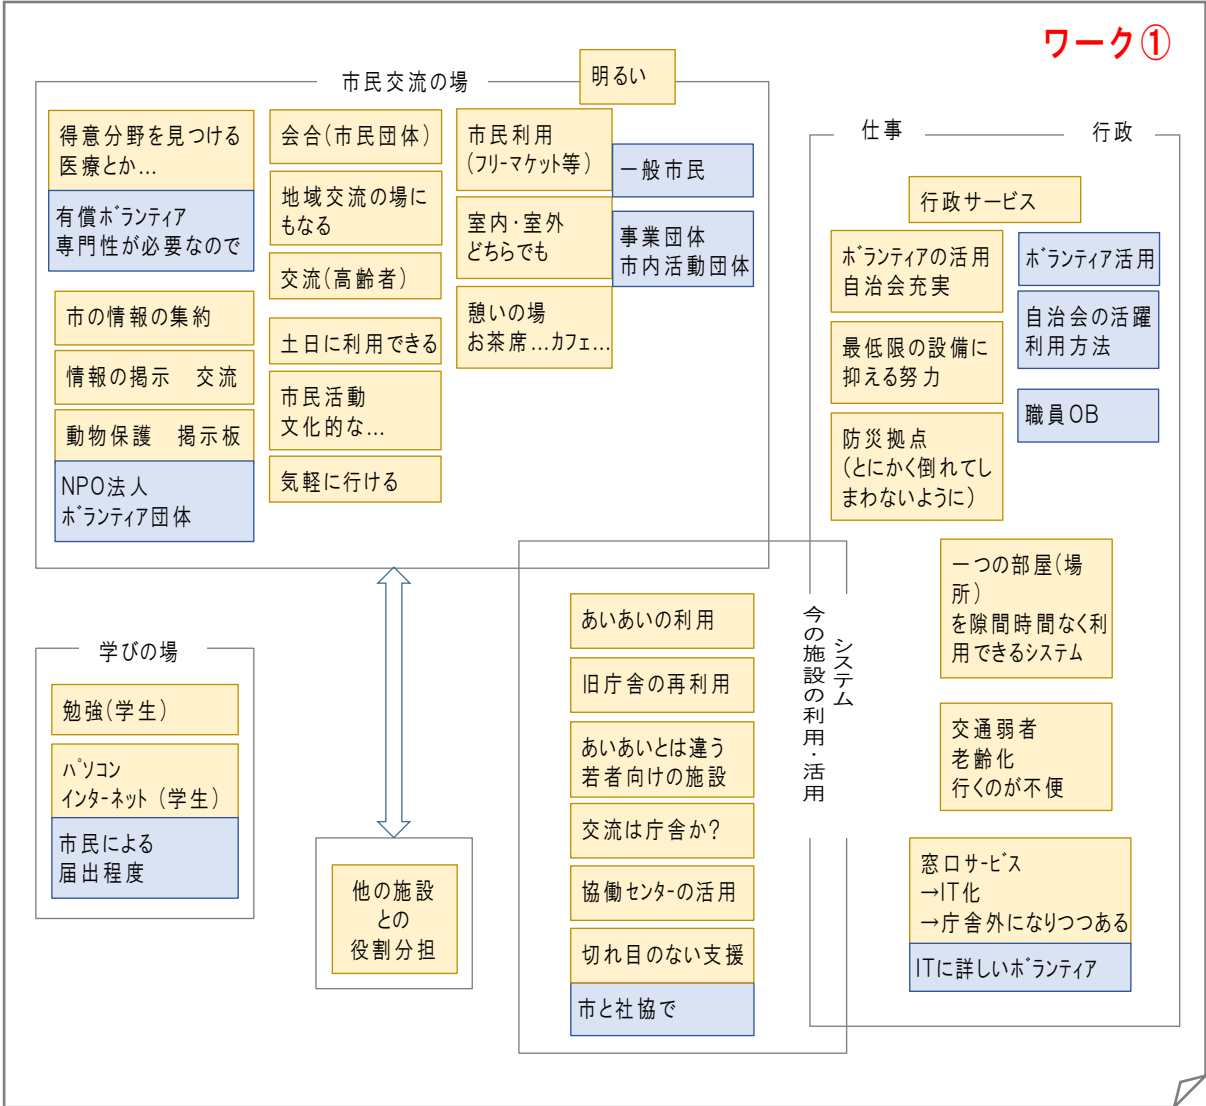 ワーク①
市民交流の場
明るい
得意分野を見つける
医療とか…
有償ボランティア
専門性が必要なので
市の情報の集約
情報の掲示　交流
動物保護　掲示板
NPO法人
ボランティア団体
会合(市民団体)
地域交流の場に
もなる
交流(高齢者)
土日に利用できる
市民活動
文化的な…
気軽に行ける
市民利用
(フリーマケット等)
一般市民
室内・室外
どちらでも
事業団体
市内活動団体
憩いの場
お茶席…カフェ…
仕事
行政
行政サービス
ボランティアの活用
自治会充実
ボランティア活用
最低限の設備に
抑える努力
自治会の活躍
利用方法
職員OB
防災拠点
(とにかく倒れてし
まわないように)
一つの部屋(場
所)
を隙間時間なく利
用できるシステム
交通弱者
老齢化
行くのが不便
窓口サービス
→IT化
→庁舎外になりつつある
ITに詳しいボランティア
学びの場
勉強(学生)
パソコン
インターネット (学生)
市民による
届出程度
他の施設
との
役割分担
システム
今の施設の利用・活用
あいあいの利用
旧庁舎の再利用
あいあいとは違う
若者向けの施設
交流は庁舎か?
協働センターの活用
切れ目のない支援
市と社協で